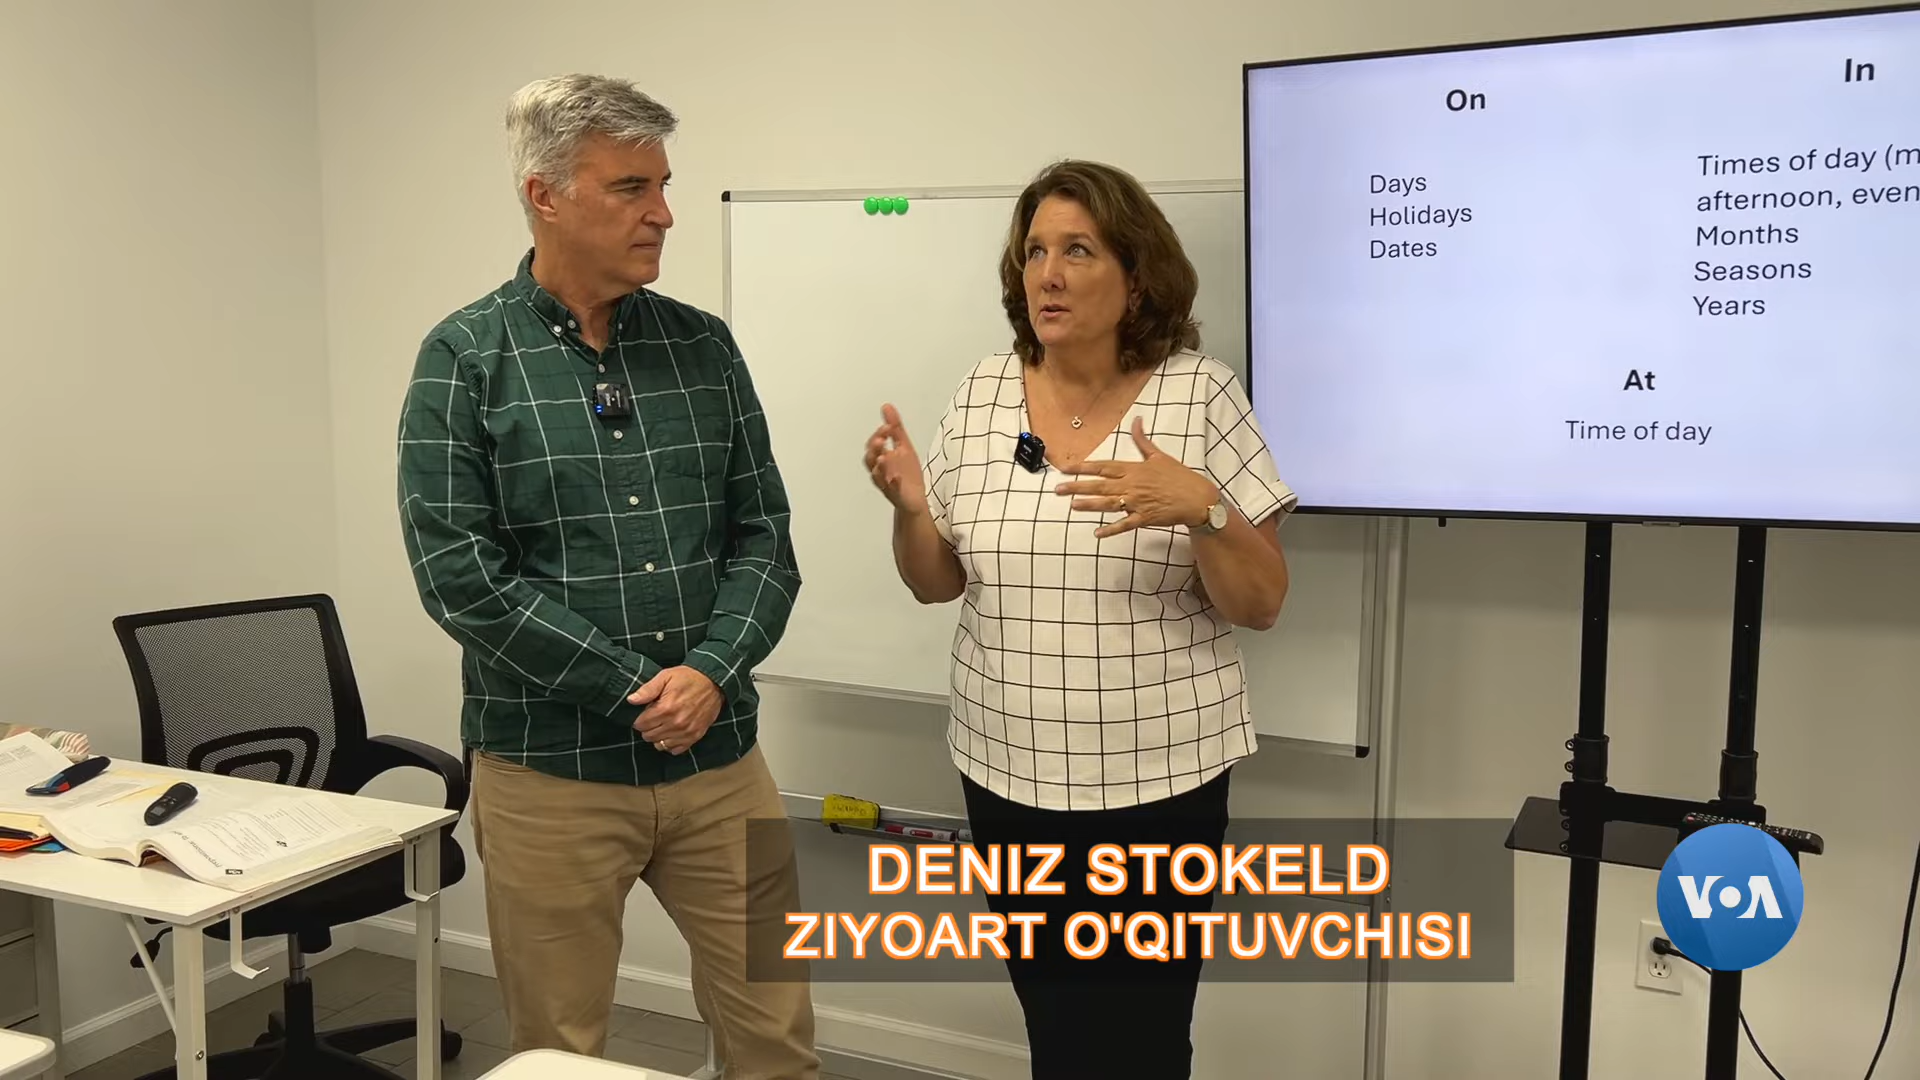 On
Days
Holidays
Dates
In
Times of day (m
afternoon, even
Months
Seasons
Years
At
Time of day
DENIZ STOKELD
ZIYOART O'QITUVCHISI
VOA